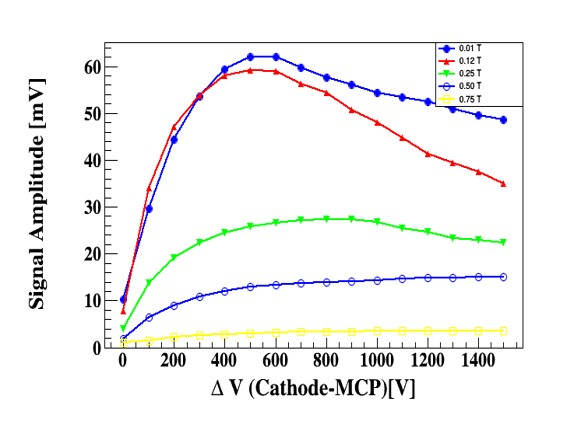 0.01 T
0.12 T
0.25 T
0.50 T
0.75 T
Signal Amplitude [mV]
60
50
40
30
20
10
0
0 200 400 600 800 1000 1200 1400
Δ V (Cathode-MCP)[V]